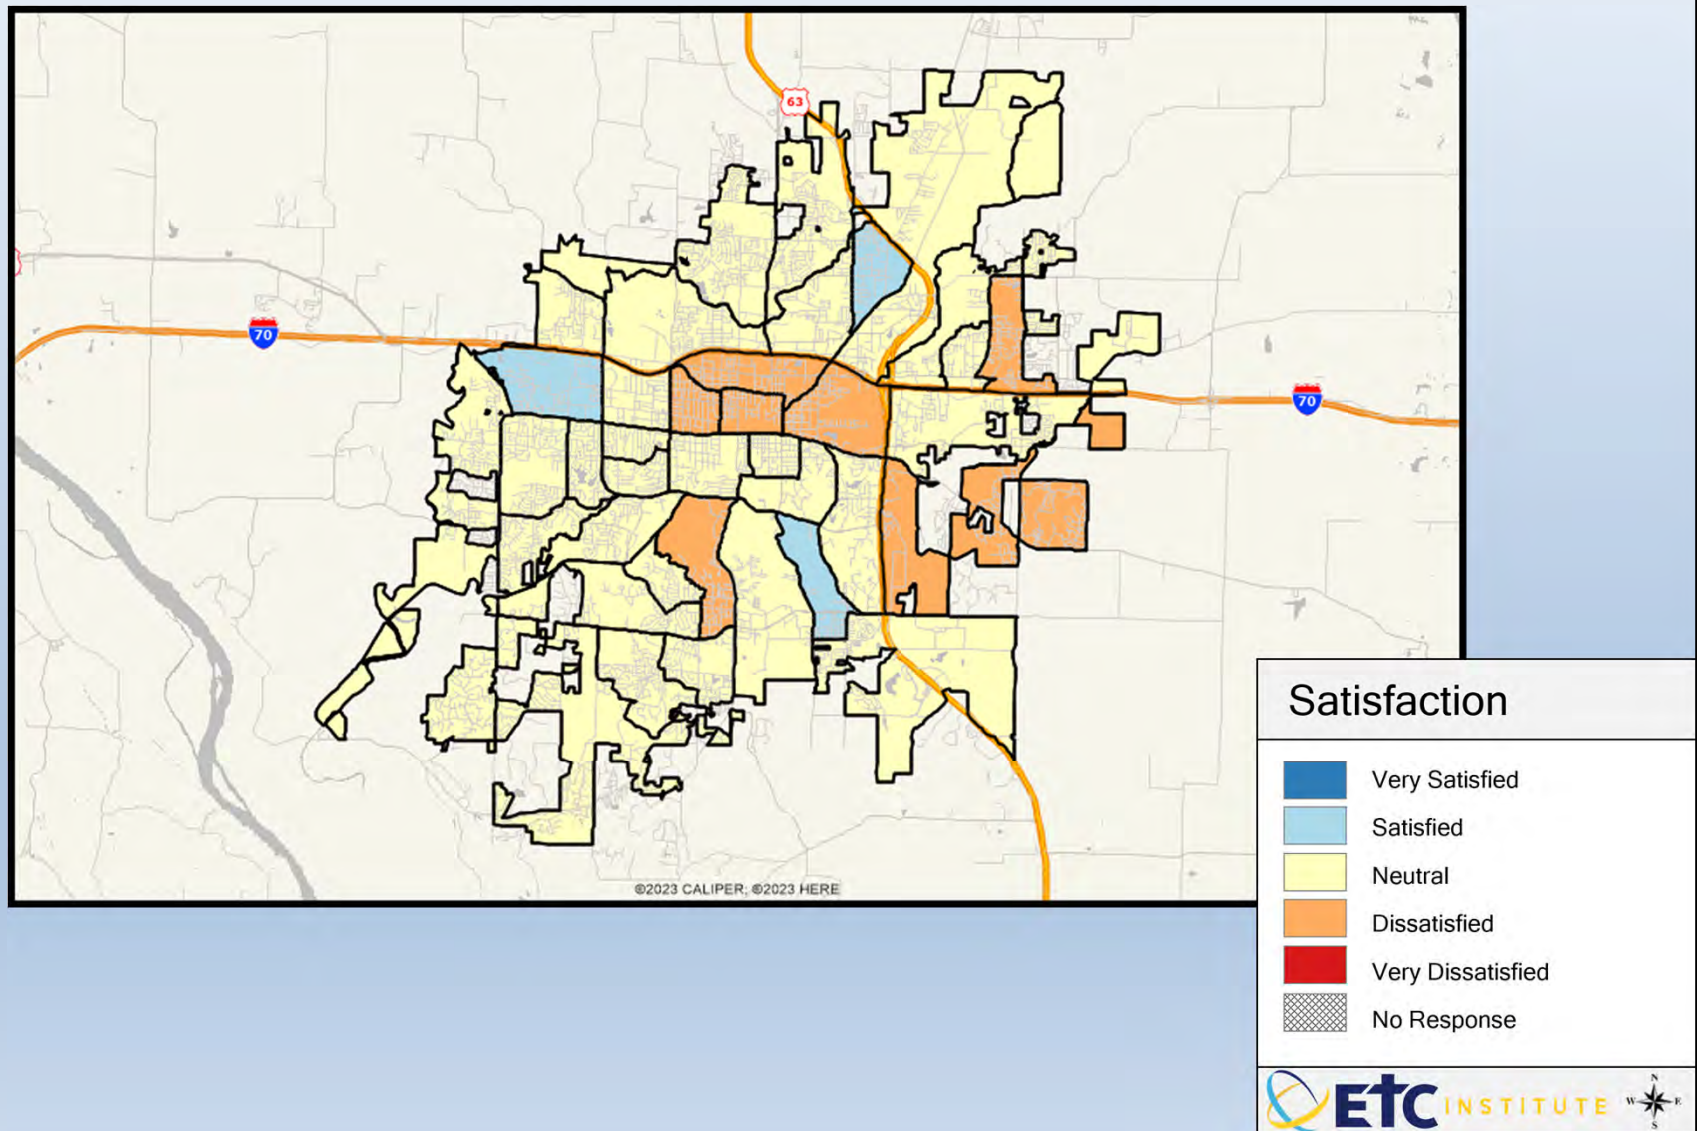 63
70
70
©2023 CALIPER; ©2023 HERE
Satisfaction
Very Satisfied
Satisfied
Neutral
Dissatisfied
Very Dissatisfied
No Response
N
ETC INSTITUTE W E
S